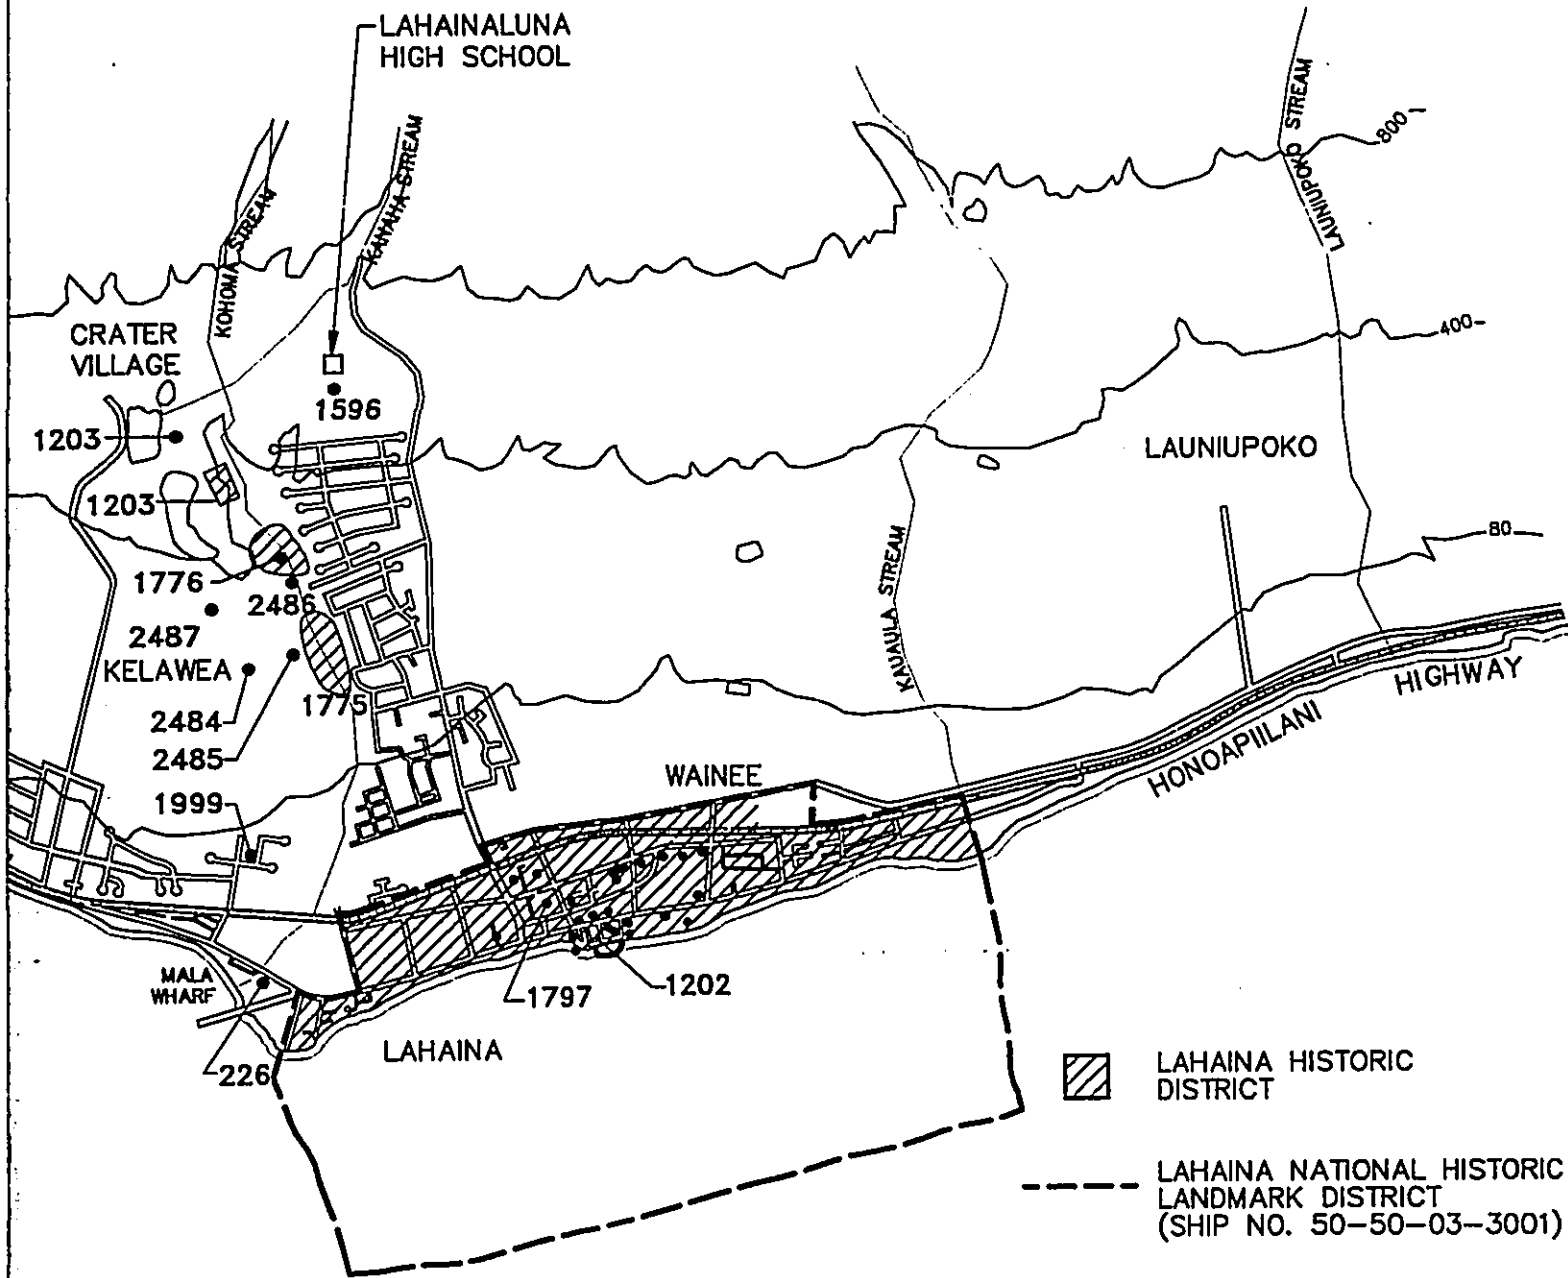 LAHAINALUNA
HIGH SCHOOL
KOHOMA STREAM
KANAHA STREAM
LAUNIUPOKO STREAM
LAUNIUPOKO STREAM
800
CRATER
VILLAGE
400
1596
1203
LAUNIUPOKO
1203
80
1776
2486
KAUAULA STREAM
2487
KELAWEA
1775
2484
2485
HONOAPIILANI
HIGHWAY
WAINEE
1999
MALA
WHARF
1797
1202
226
LAHAINA
LAHAINA HISTORIC
DISTRICT
LAHAINA NATIONAL HISTORIC
LANDMARK DISTRICT
(SHIP NO. 50-50-03-3001)